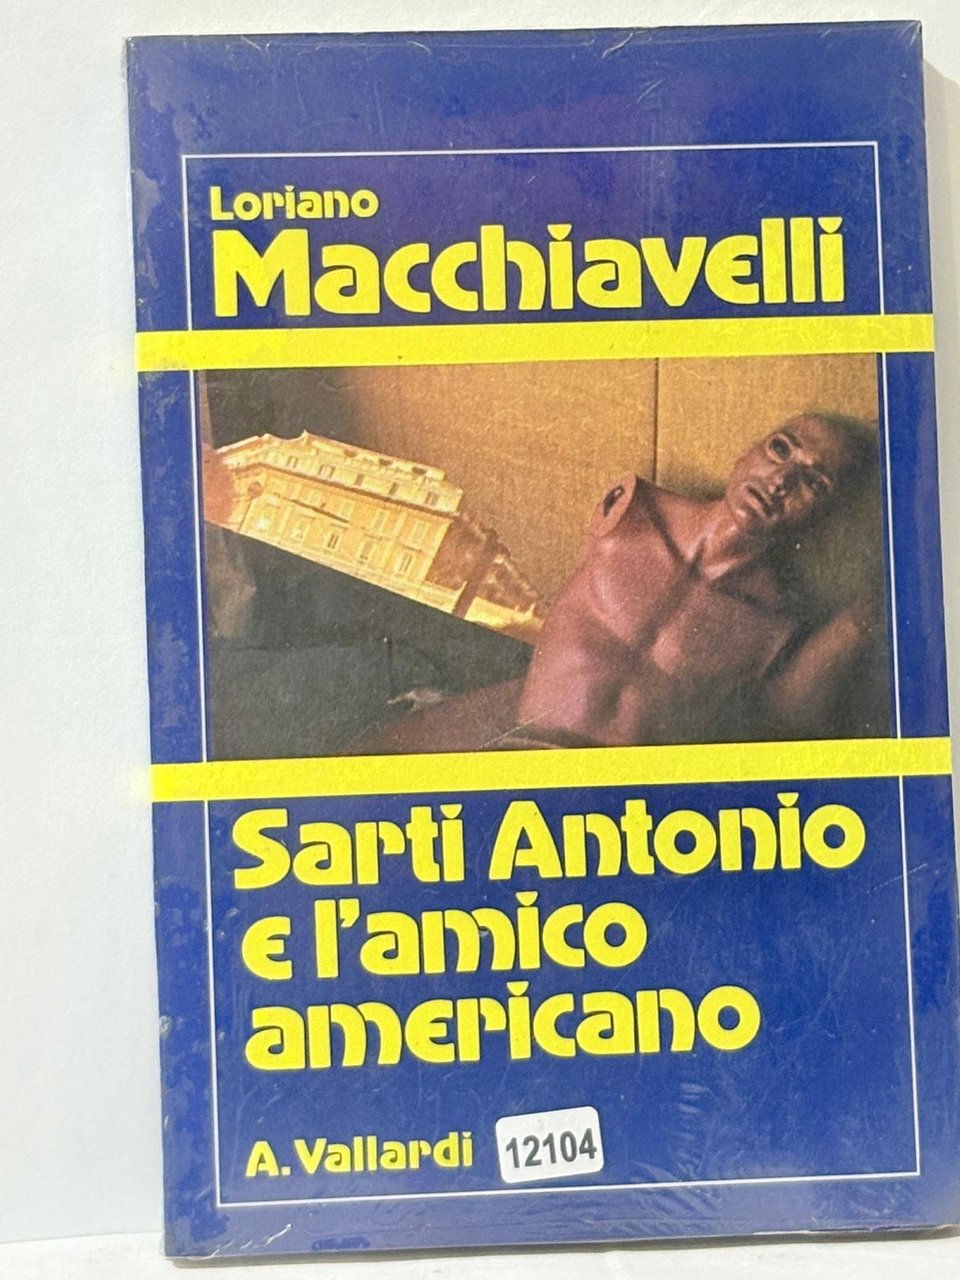 Loriano
Macchiavelli
Sarti Antonio
e l'amico
americano
A. Vallardi
12104